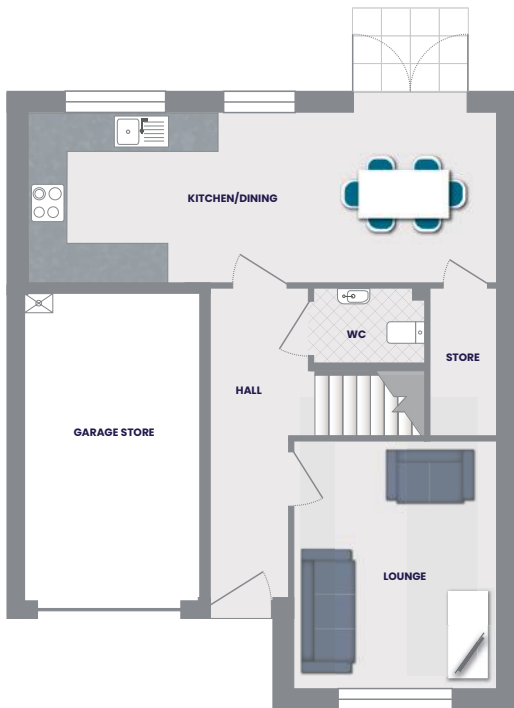 KITCHEN/DINING
WC
STORE
HALL
GARAGE STORE
LOUNGE